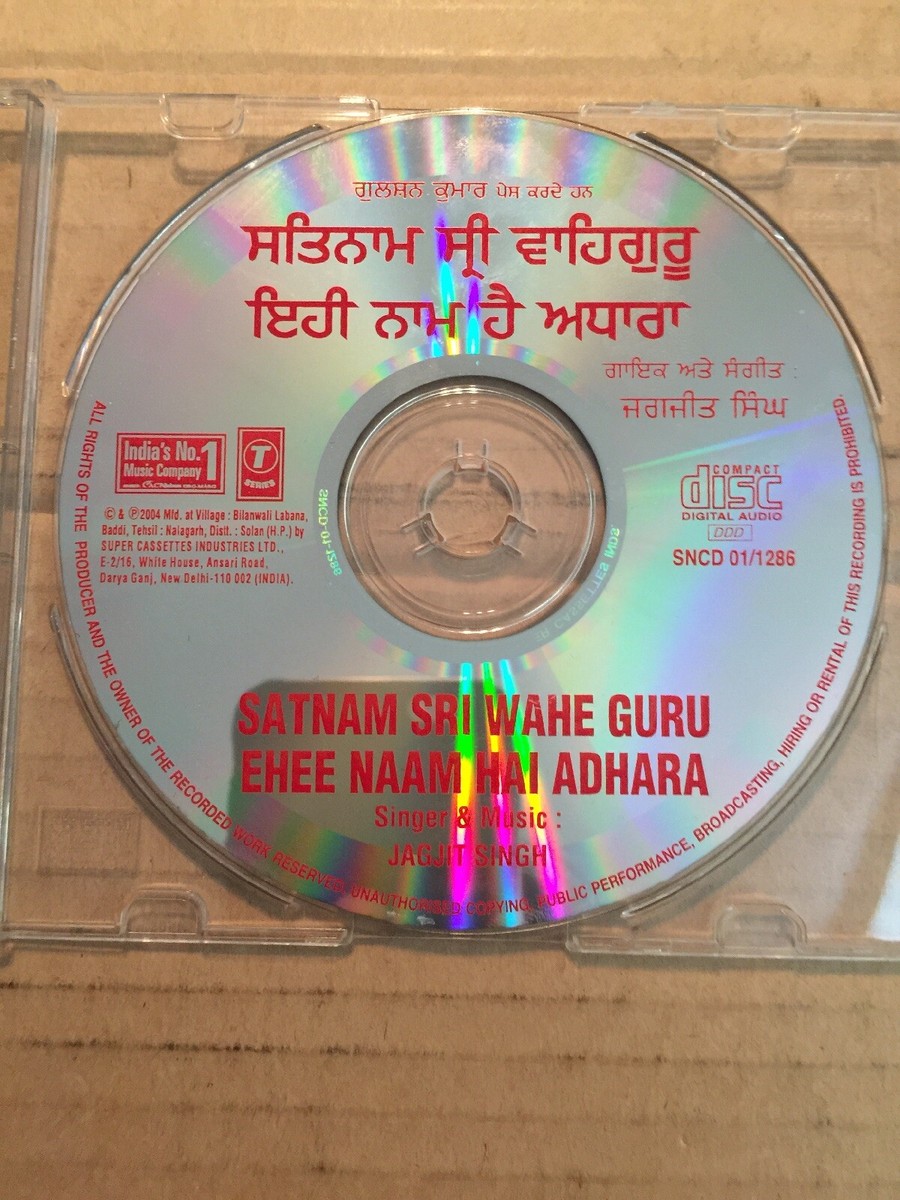 ਗੁਲਸ਼ਨ ਕੁਮਾਰ ਪੇਸ਼ ਕਰਦੇ ਹਨ
ਸਤਿਨਾਮ ਸ੍ਰੀ ਵਾਹਿਗੁਰੂ
ਇਹੀ ਨਾਮ ਹੈ ਅਧਾਰਾ
ਗਾਇਕ ਅਤੇ ਸੰਗੀਤ :
ਜਗਜੀਤ ਸਿੰਘ
India's No.1
Music Company
T
SERIES
© & ℗2004 Mfd. at Village : Bilanwali Labana,
Baddi, Tehsil : Nalagarh, Distt. : Solan (H.P.) by
SUPER CASSETTES INDUSTRIES LTD.,
E-2/16, White House, Ansari Road,
Darya Ganj, New Delhi-110 002 (INDIA).
SNCD-01-1286
COMPACT
disc
DIGITAL AUDIO
DDD
SNCD 01/1286
SATNAM SRI WAHE GURU
EHEE NAAM HAI ADHARA
Singer & Music :
JAGJIT SINGH
ALL RIGHTS OF THE PRODUCER AND THE OWNER OF THE RECORDED WORK RESERVED. UNAUTHORISED COPYING, PUBLIC PERFORMANCE, BROADCASTING, HIRING OR RENTAL OF THIS RECORDING IS PROHIBITED.